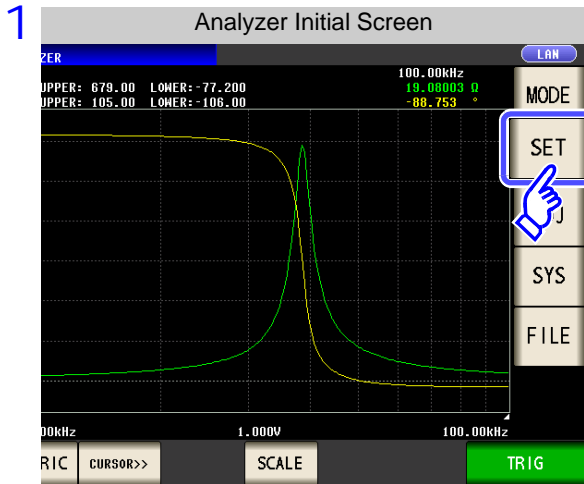 1
Analyzer Initial Screen
ZER
LAN
UPPER: 679.00 LOWER:-77.200
UPPER: 105.00 LOWER:-106.00
100.00kHz
19.08003 Ω
-88.753 °
MODE
SET
J
SYS
FILE
00kHz
1.000V
100.00kHz
RIC
CURSOR>>
SCALE
TRIG